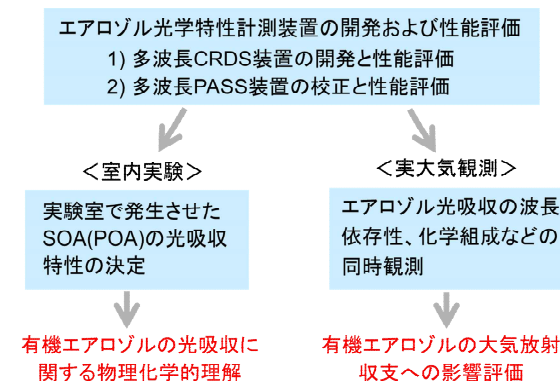 エアロゾル光学特性計測装置の開発および性能評価
1) 多波長CRDS装置の開発と性能評価
2) 多波長PASS装置の校正と性能評価
＜室内実験＞
実験室で発生させた
SOA(POA)の光吸収
特性の決定
有機エアロゾルの光吸収に
関する物理化学的理解
＜実大気観測＞
エアロゾル光吸収の波長
依存性、化学組成などの
同時観測
有機エアロゾルの大気放射
収支への影響評価